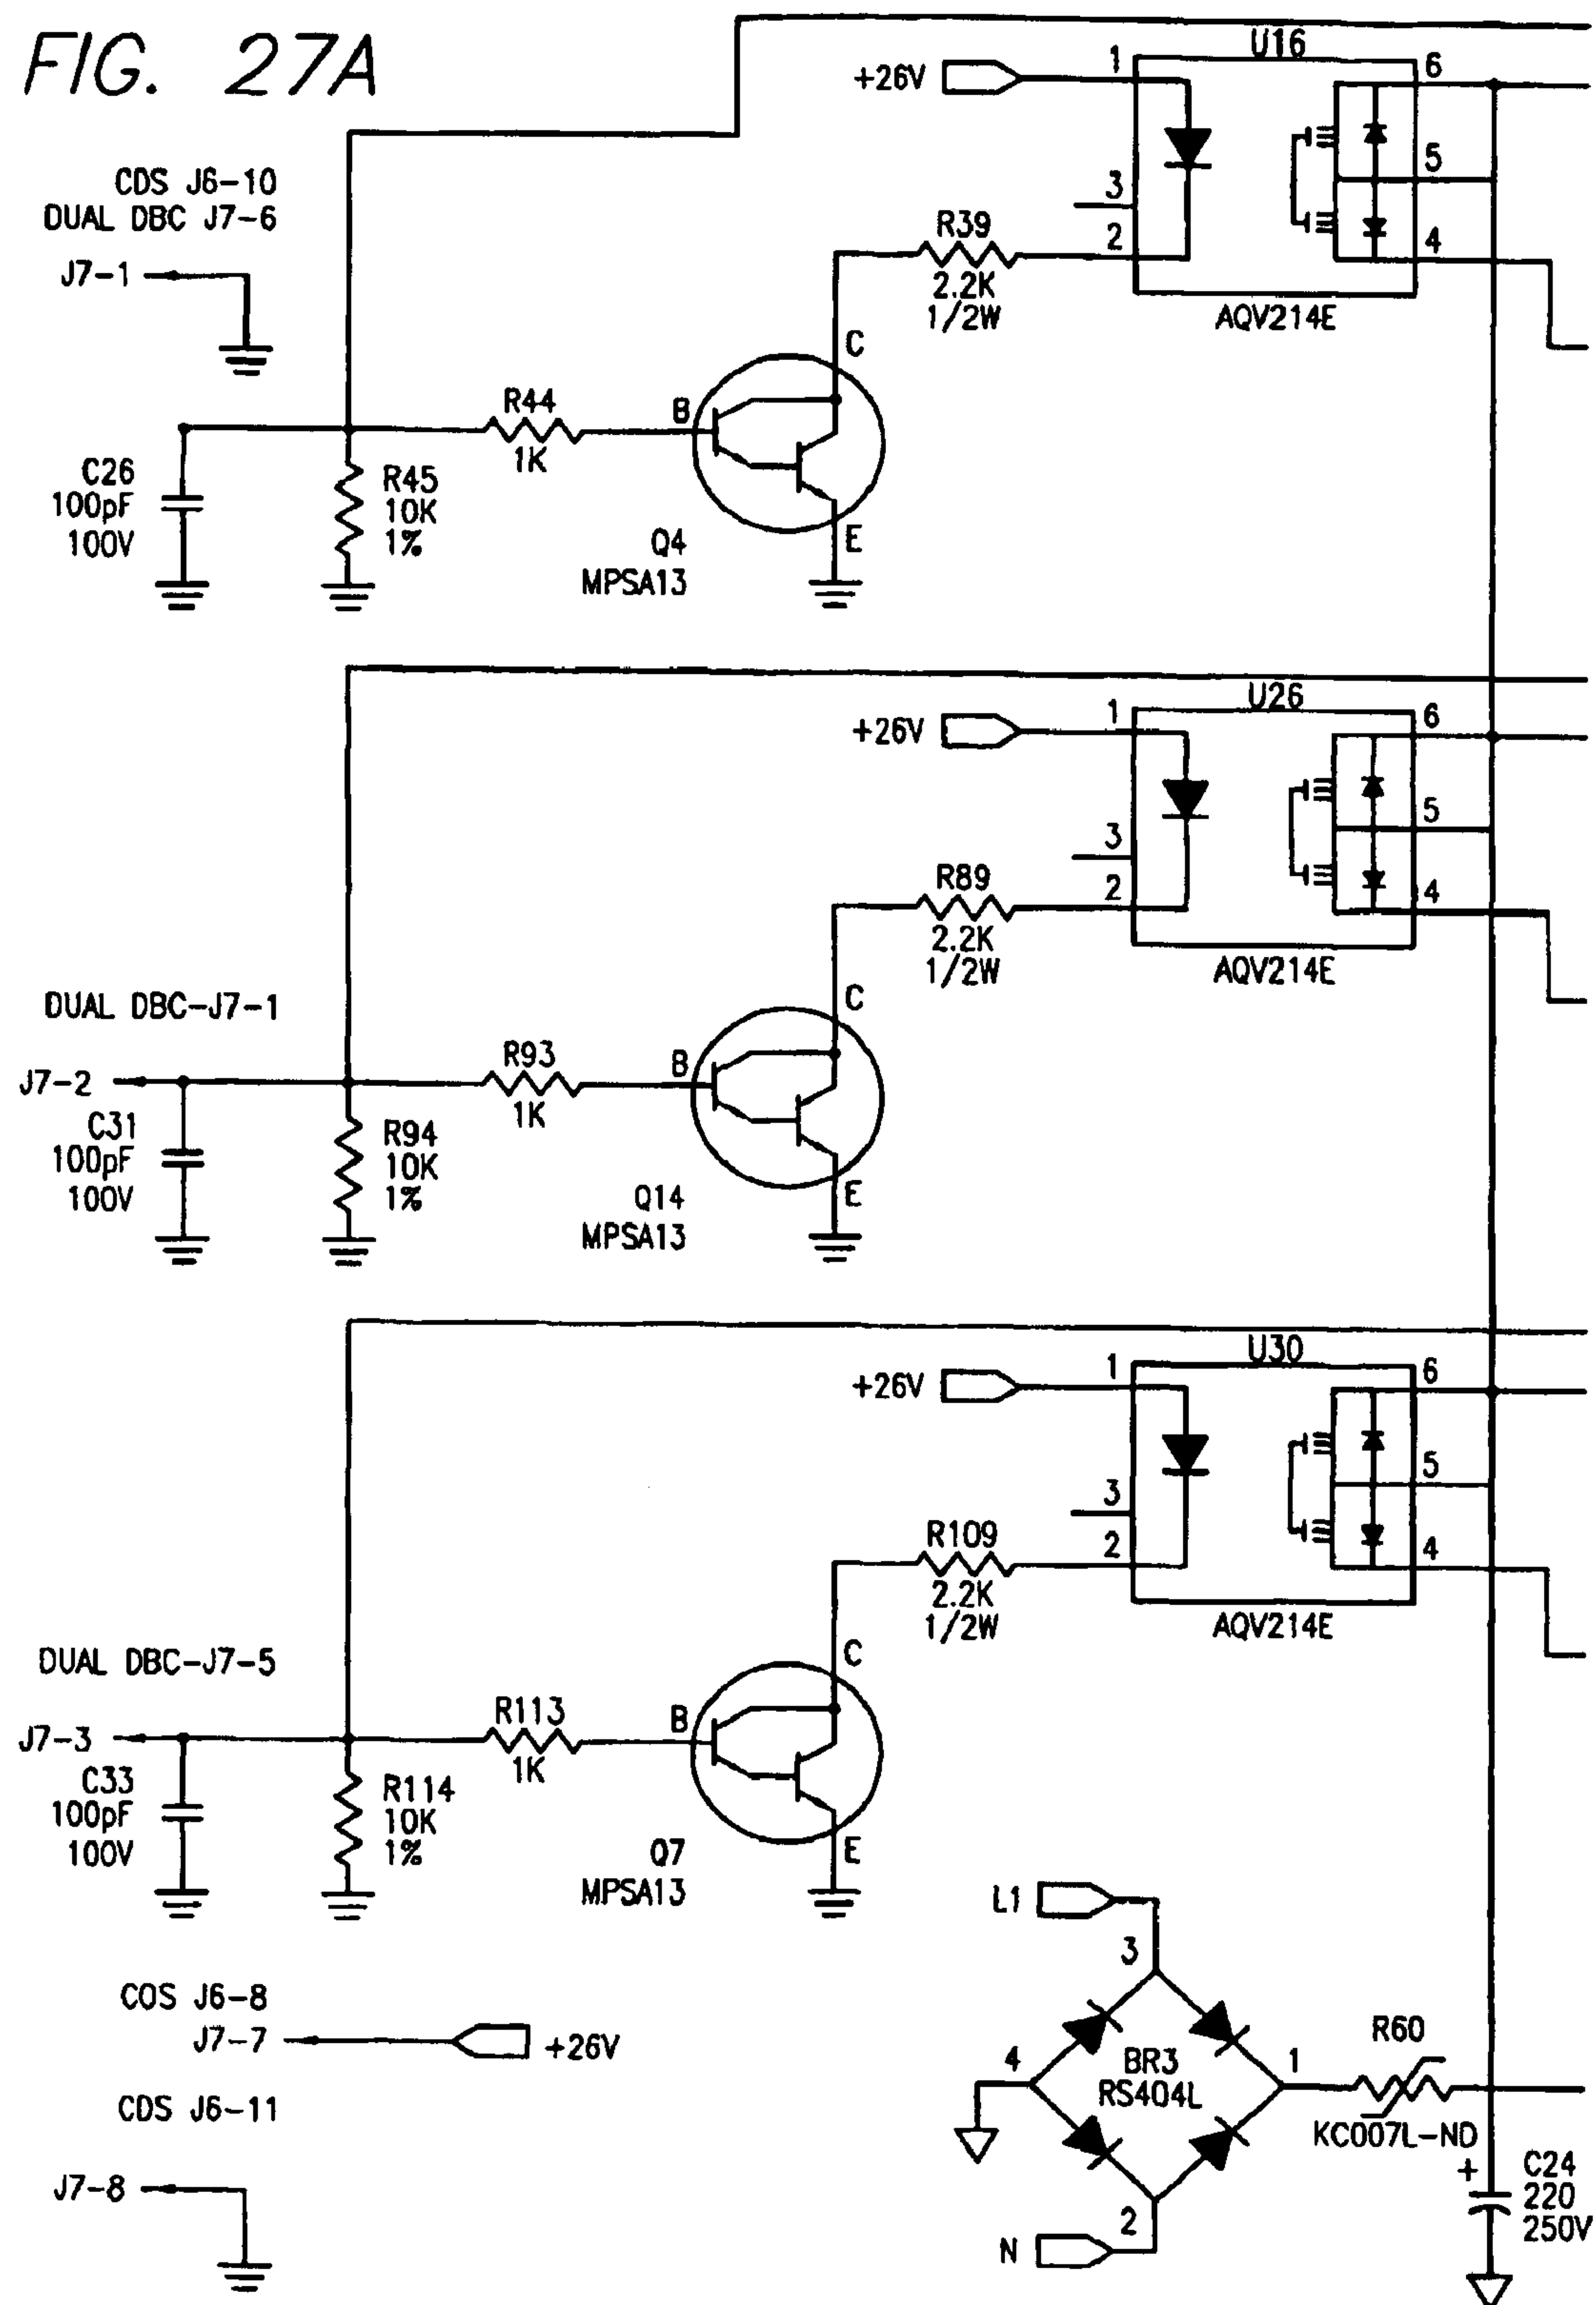 FIG. 27A
CDS J6-10
DUAL DBC J7-6
J7-1
+26V
1
U16
6
5
3
2
4
AQV214E
R39
2.2K
1/2W
C
B
E
R44
1K
C26
100pF
100V
R45
10K
1%
Q4
MPSA13
+26V
1
U26
6
5
3
2
4
AQV214E
R89
2.2K
1/2W
DUAL DBC-J7-1
J7-2
C
B
E
R93
1K
C31
100pF
100V
R94
10K
1%
Q14
MPSA13
+26V
1
U30
6
5
3
2
4
AQV214E
R109
2.2K
1/2W
DUAL DBC-J7-5
J7-3
C
B
E
R113
1K
C33
100pF
100V
R114
10K
1%
Q7
MPSA13
COS J6-8
J7-7
+26V
CDS J6-11
J7-8
L1
3
4
BR3
RS404L
1
2
N
R60
KC007L-ND
+
C24
220
250V